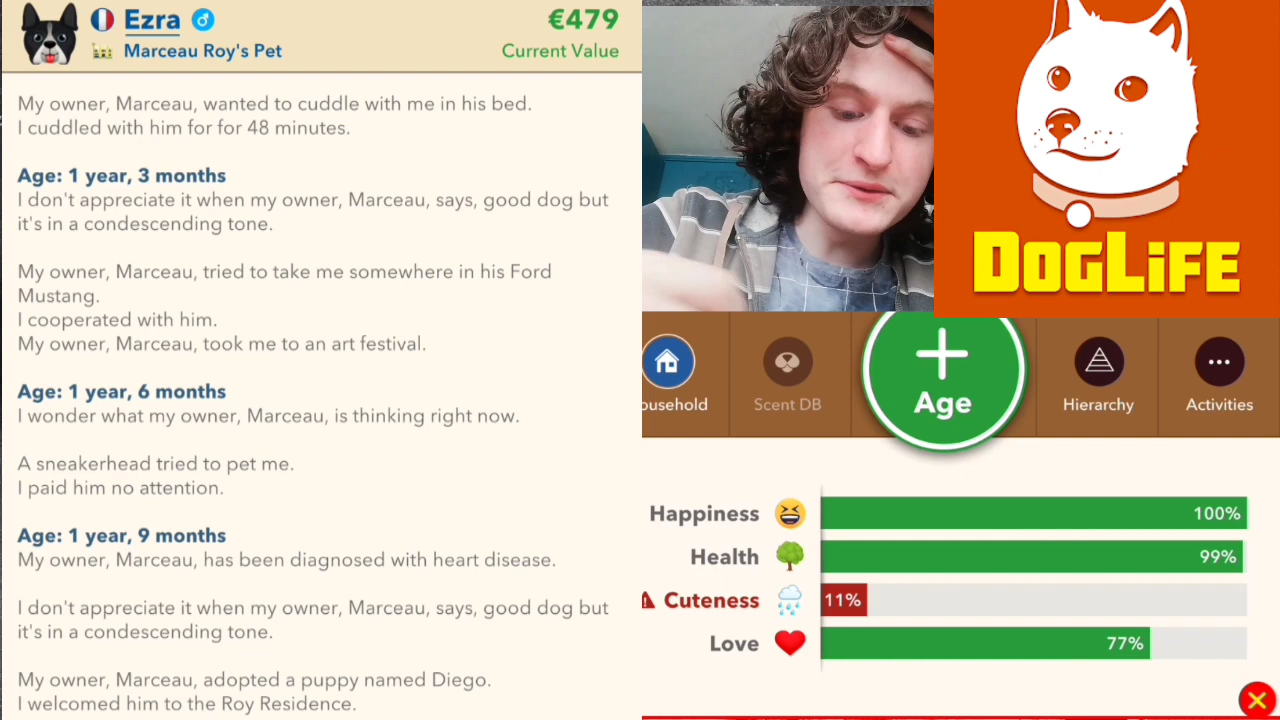 Ezra
Marceau Roy's Pet
€479
Current Value
My owner, Marceau, wanted to cuddle with me in his bed.
I cuddled with him for for 48 minutes.
Age: 1 year, 3 months
I don't appreciate it when my owner, Marceau, says, good dog but
it's in a condescending tone.
My owner, Marceau, tried to take me somewhere in his Ford
Mustang.
I cooperated with him.
My owner, Marceau, took me to an art festival.
Age: 1 year, 6 months
I wonder what my owner, Marceau, is thinking right now.
A sneakerhead tried to pet me.
I paid him no attention.
Age: 1 year, 9 months
My owner, Marceau, has been diagnosed with heart disease.
I don't appreciate it when my owner, Marceau, says, good dog but
it's in a condescending tone.
My owner, Marceau, adopted a puppy named Diego.
I welcomed him to the Roy Residence.
DOGLIFE
ousehold
Scent DB
Age
Hierarchy
Activities
Happiness 100%
Health 99%
Cuteness 11%
Love 77%